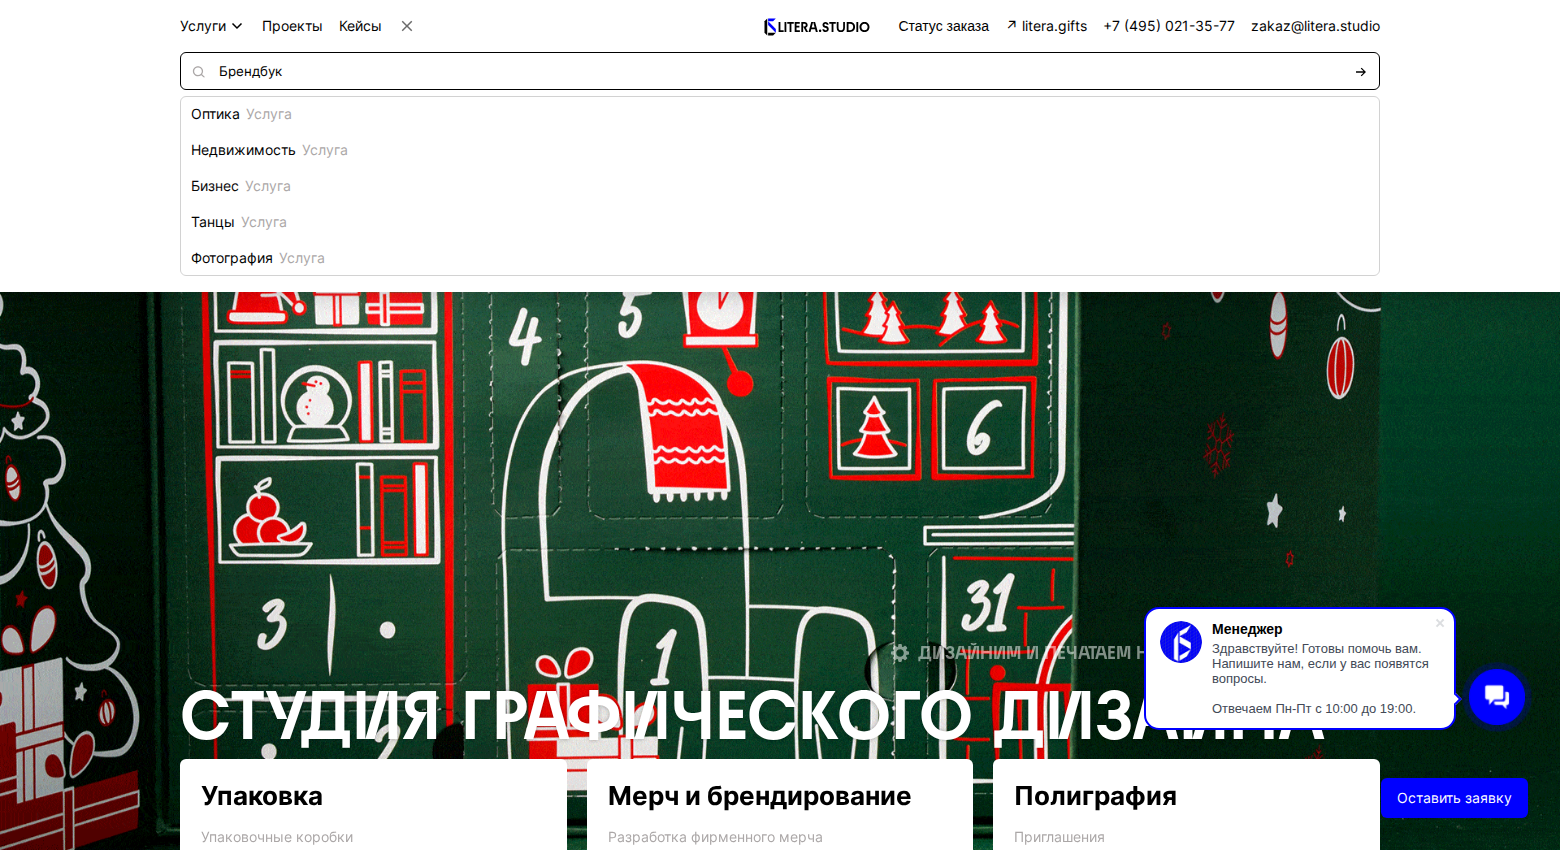 Услуги Проекты Кейсы LITERA.STUDIO Статус заказа litera.gifts +7 (495) 021-35-77 zakaz@litera.studio
Брендбук
Оптика Услуга
Недвижимость Услуга
Бизнес Услуга
Танцы Услуга
Фотография Услуга
4 5
6
3 1 2 31
ДИЗАЙНИМ И ПЕЧАТАЕМ Н
СТУДИЯ ГРАФИЧЕСКОГО ДИЗАЙНА
Менеджер
Здравствуйте! Готовы помочь вам.
Напишите нам, если у вас появятся
вопросы.
Отвечаем Пн-Пт с 10:00 до 19:00.
Упаковка
Упаковочные коробки
Мерч и брендирование
Разработка фирменного мерча
Полиграфия
Приглашения
Оставить заявку